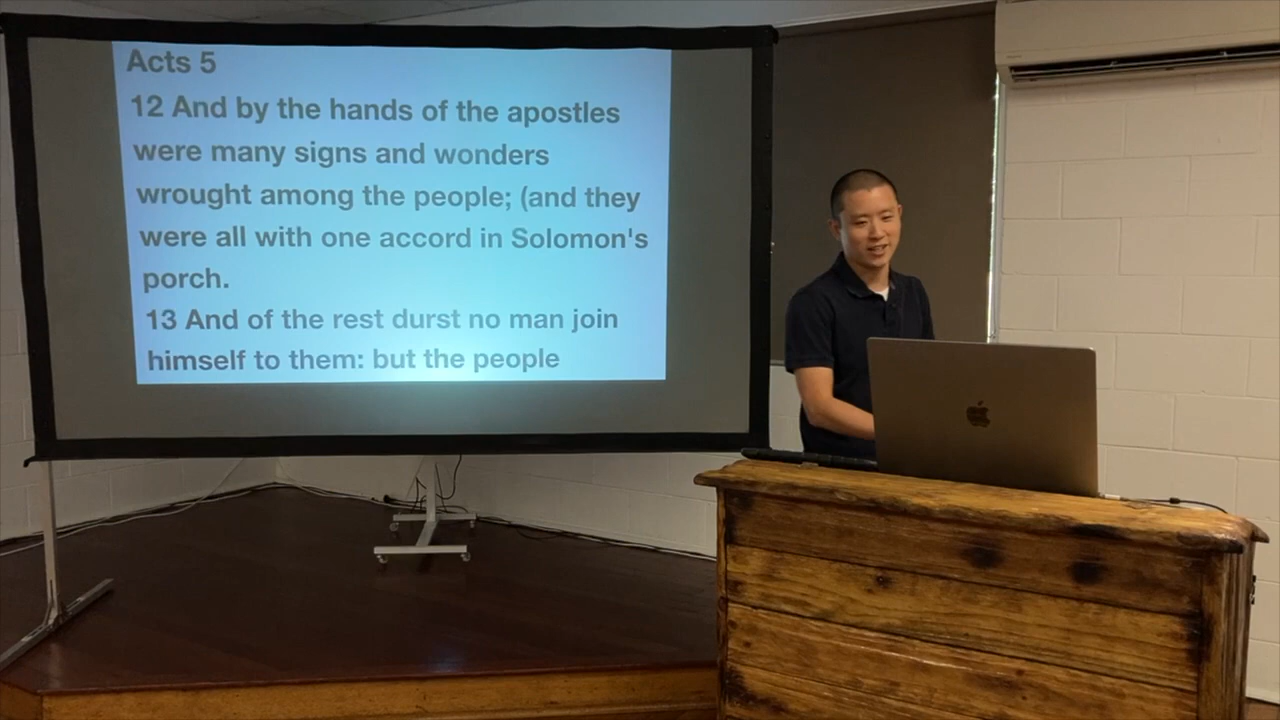 Acts 5
12 And by the hands of the apostles
were many signs and wonders
wrought among the people; (and they
were all with one accord in Solomon's
porch.
13 And of the rest durst no man join
himself to them: but the people